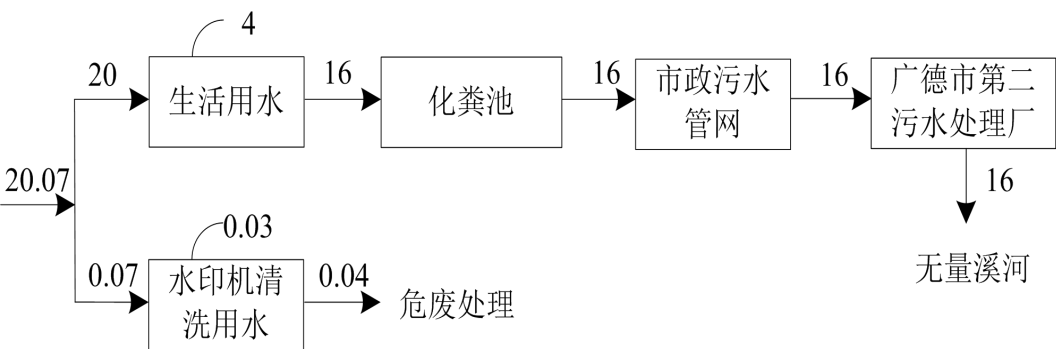 4
20
生活用水
16
化粪池
16
市政污水
管网
16
广德市第二
污水处理厂
20.07
16
无量溪河
0.03
0.07
水印机清
洗用水
0.04
危废处理